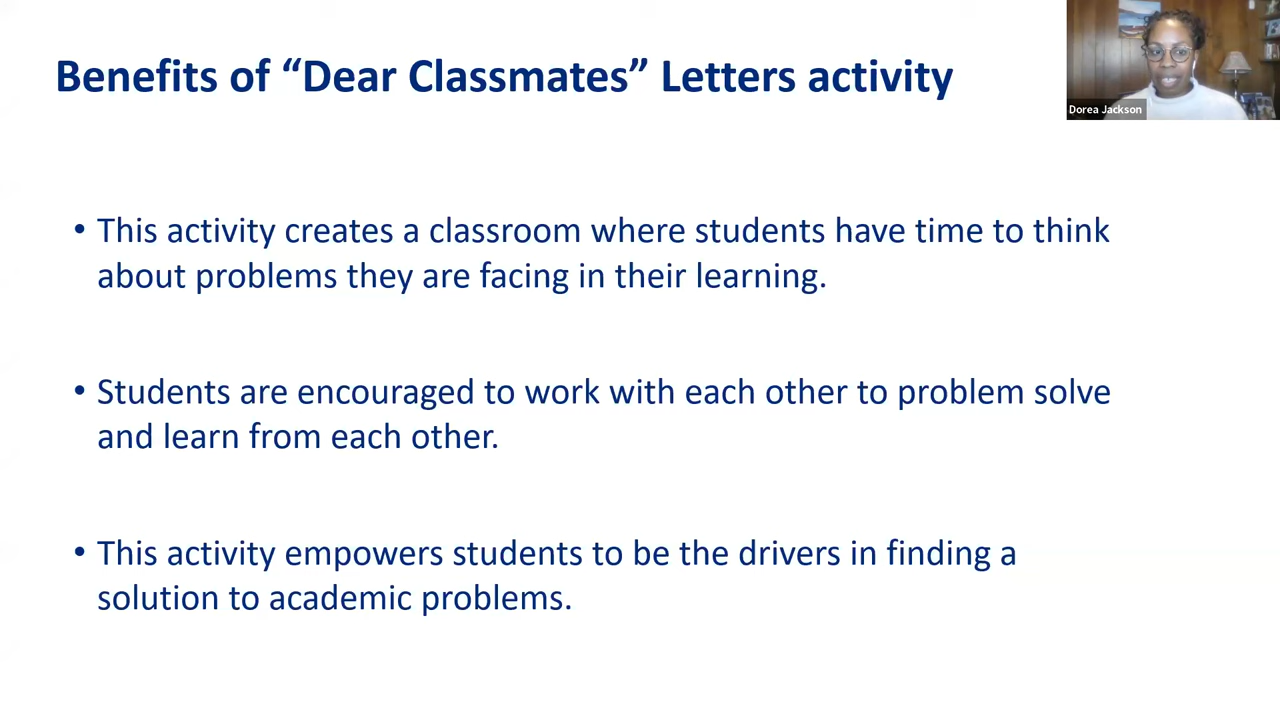 Benefits of “Dear Classmates” Letters activity
Dorea Jackson
• This activity creates a classroom where students have time to think
about problems they are facing in their learning.
• Students are encouraged to work with each other to problem solve
and learn from each other.
• This activity empowers students to be the drivers in finding a
solution to academic problems.